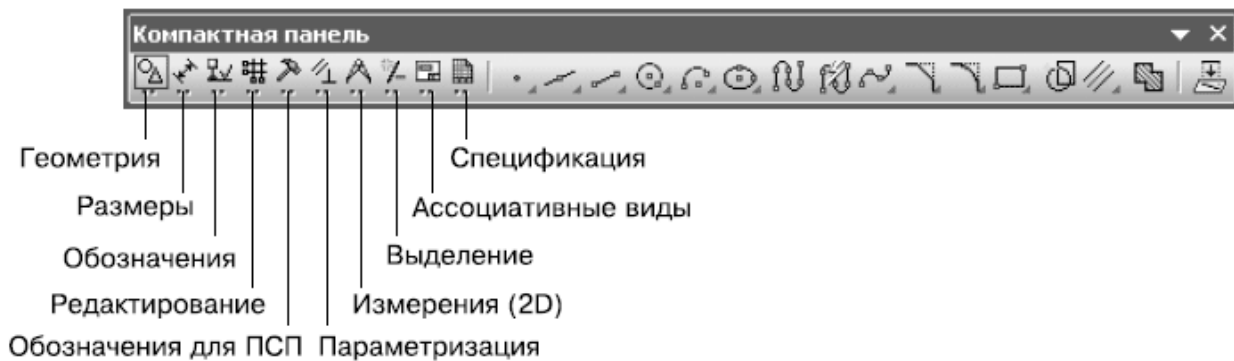 Компактная панель
Геометрия
Спецификация
Размеры
Ассоциативные виды
Обозначения
Выделение
Редактирование
Измерения (2D)
Обозначения для ПСП
Параметризация